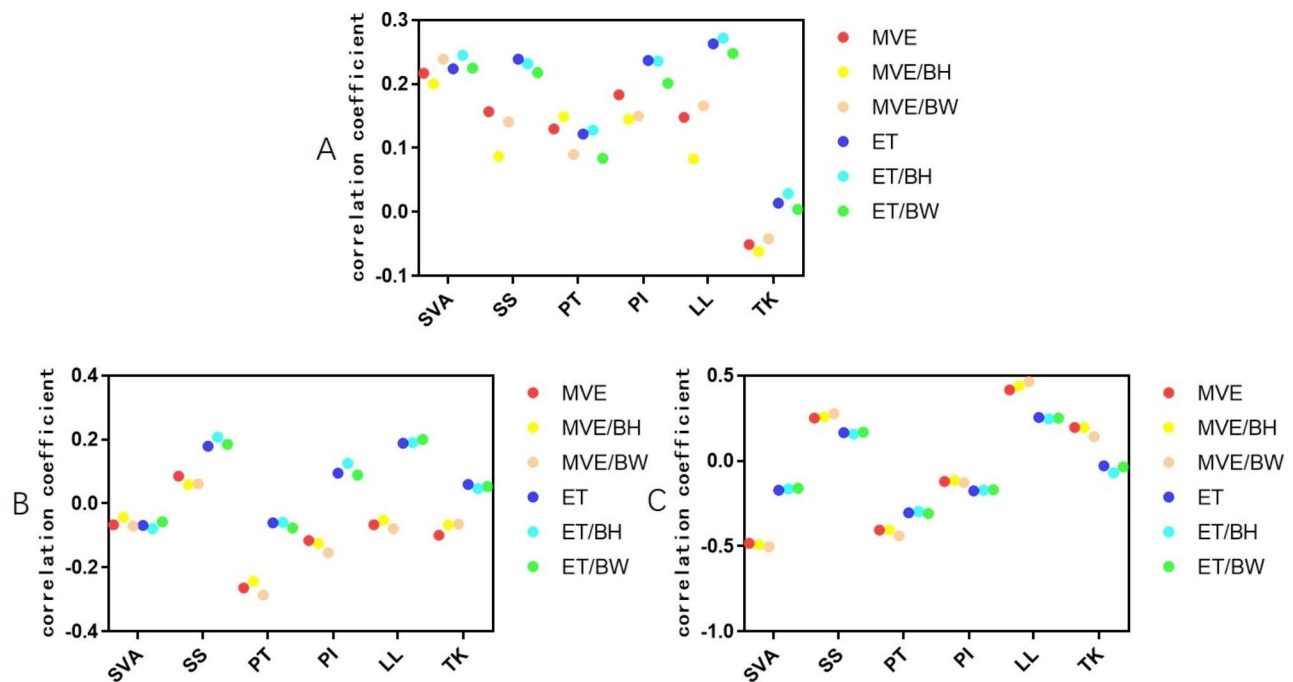 A
correlation coefficient
0.3
0.2
0.1
0.0
-0.1
SVA
SS
PT
PI
LL
TK
MVE
MVE/BH
MVE/BW
ET
ET/BH
ET/BW
B
correlation coefficient
0.4
0.2
0.0
-0.2
-0.4
SVA
SS
PT
PI
LL
TK
MVE
MVE/BH
MVE/BW
ET
ET/BH
ET/BW
C
correlation coefficient
0.5
0.0
-0.5
-1.0
SVA
SS
PT
PI
LL
TK
MVE
MVE/BH
MVE/BW
ET
ET/BH
ET/BW